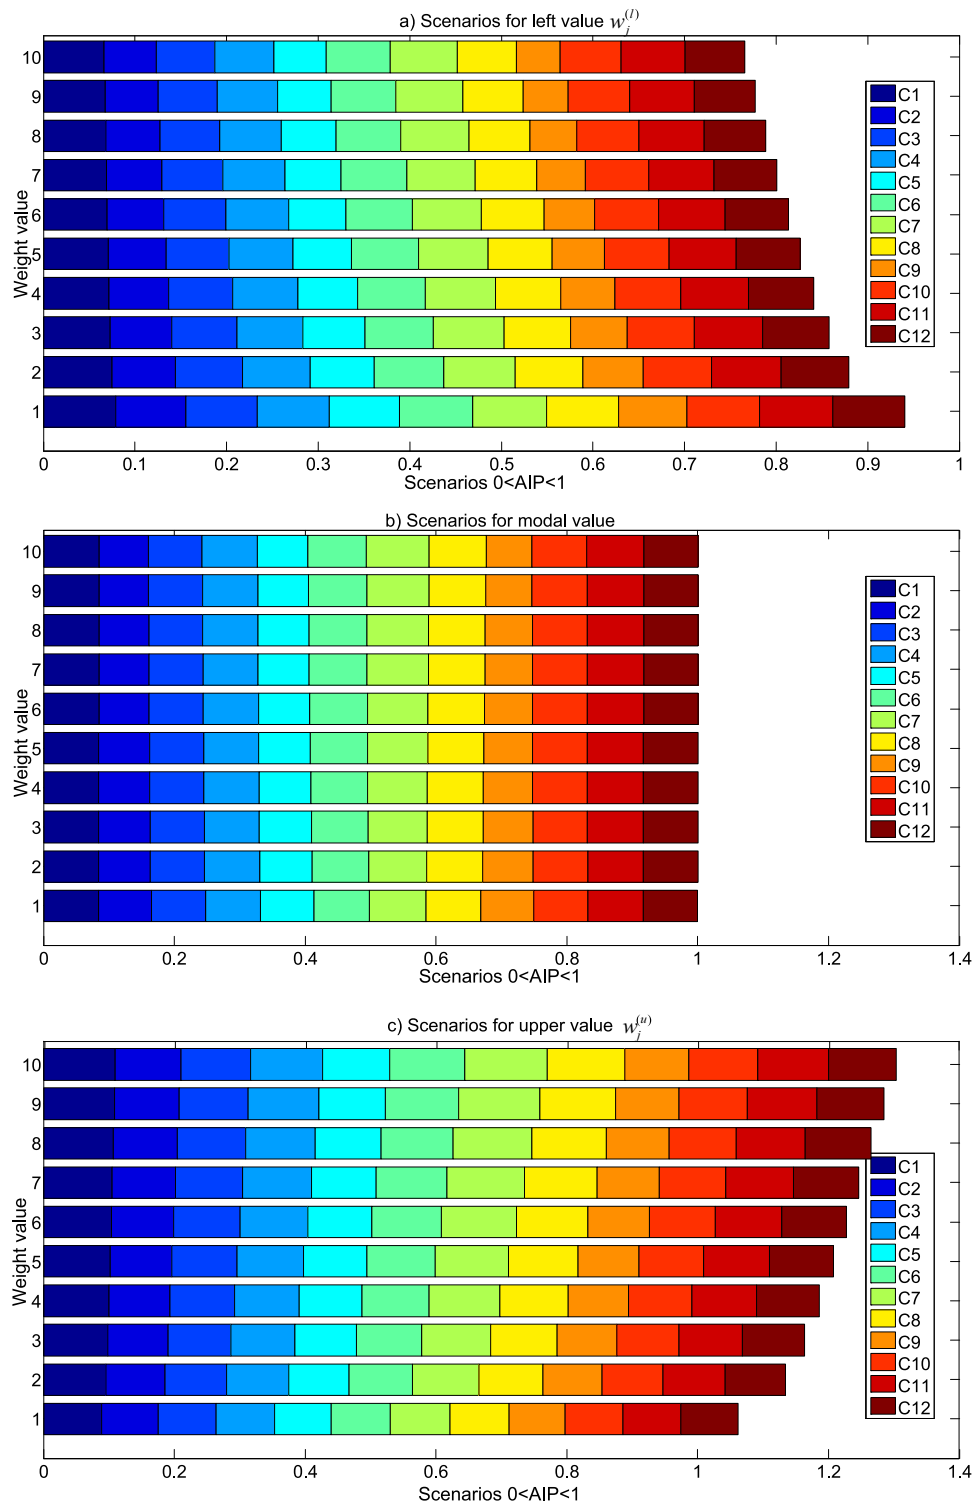 a) Scenarios for left value w_j^(l)
Weight value
10
9
8
7
6
5
4
3
2
1
C1
C2
C3
C4
C5
C6
C7
C8
C9
C10
C11
C12
0 0.1 0.2 0.3 0.4 0.5 0.6 0.7 0.8 0.9 1
Scenarios 0<AIP<1
b) Scenarios for modal value
Weight value
10
9
8
7
6
5
4
3
2
1
C1
C2
C3
C4
C5
C6
C7
C8
C9
C10
C11
C12
0 0.2 0.4 0.6 0.8 1 1.2 1.4
Scenarios 0<AIP<1
c) Scenarios for upper value w_j^(u)
Weight value
10
9
8
7
6
5
4
3
2
1
C1
C2
C3
C4
C5
C6
C7
C8
C9
C10
C11
C12
0 0.2 0.4 0.6 0.8 1 1.2 1.4
Scenarios 0<AIP<1